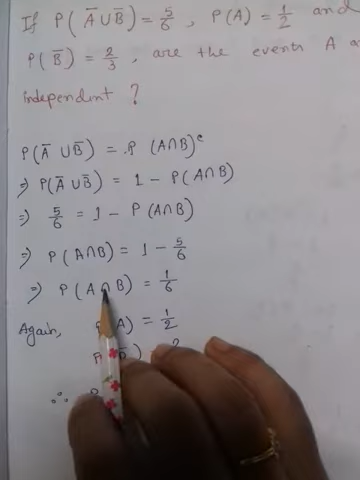 If P(A̅ ∪ B̅) = 5/6 , P(A) = 1/2 and
P(B̅) = 2/3 , are the events A
independent ?
P(A̅ ∪ B̅) = P (A∩B)ᶜ
⇒ P(A̅ ∪ B̅) = 1 - P(A∩B)
⇒ 5/6 = 1 - P(A∩B)
⇒ P(A∩B) = 1 - 5/6
⇒ P(A∩B) = 1/6
Again, P(A) = 1/2
∴